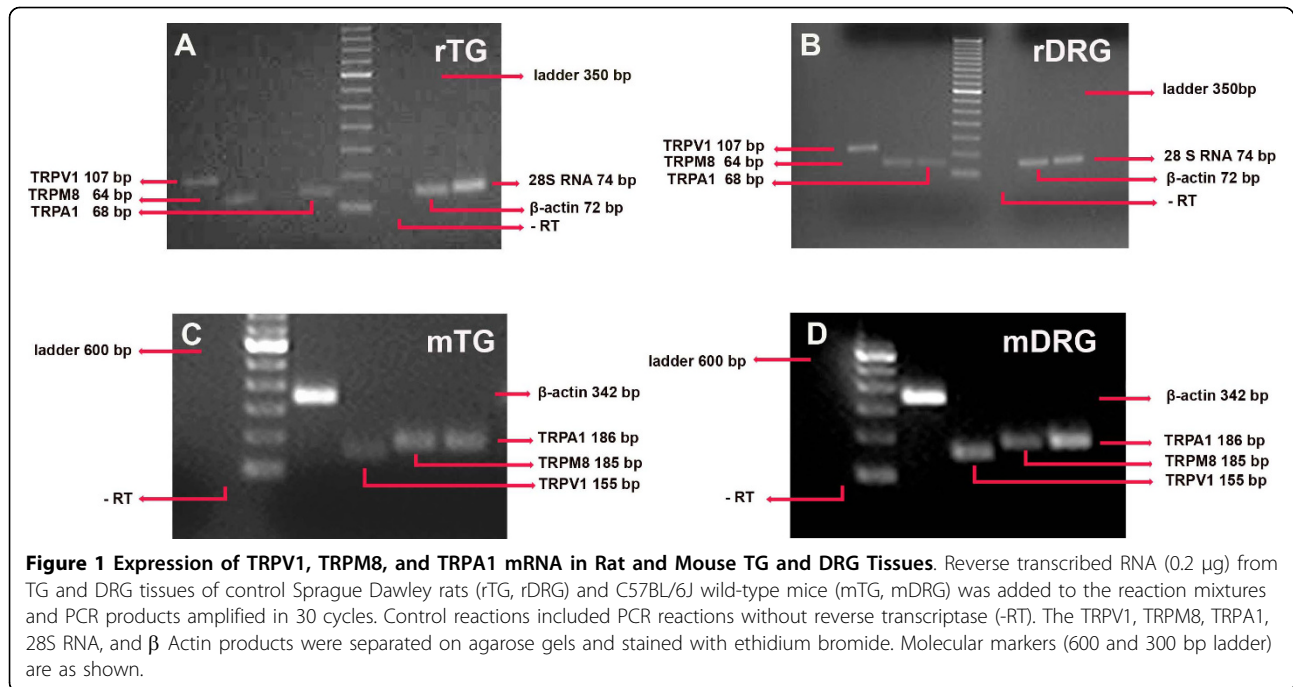 A
rTG
ladder 350 bp
TRPV1 107 bp
TRPM8 64 bp
TRPA1 68 bp
28S RNA 74 bp
β-actin 72 bp
- RT
B
rDRG
ladder 350bp
TRPV1 107 bp
TRPM8 64 bp
TRPA1 68 bp
28 S RNA 74 bp
β-actin 72 bp
- RT
C
mTG
ladder 600 bp
β-actin 342 bp
TRPA1 186 bp
TRPM8 185 bp
TRPV1 155 bp
- RT
D
mDRG
ladder 600 bp
β-actin 342 bp
TRPA1 186 bp
TRPM8 185 bp
TRPV1 155 bp
- RT
Figure 1 Expression of TRPV1, TRPM8, and TRPA1 mRNA in Rat and Mouse TG and DRG Tissues. Reverse transcribed RNA (0.2 μg) from
TG and DRG tissues of control Sprague Dawley rats (rTG, rDRG) and C57BL/6J wild-type mice (mTG, mDRG) was added to the reaction mixtures
and PCR products amplified in 30 cycles. Control reactions included PCR reactions without reverse transcriptase (-RT). The TRPV1, TRPM8, TRPA1,
28S RNA, and β Actin products were separated on agarose gels and stained with ethidium bromide. Molecular markers (600 and 300 bp ladder)
are as shown.